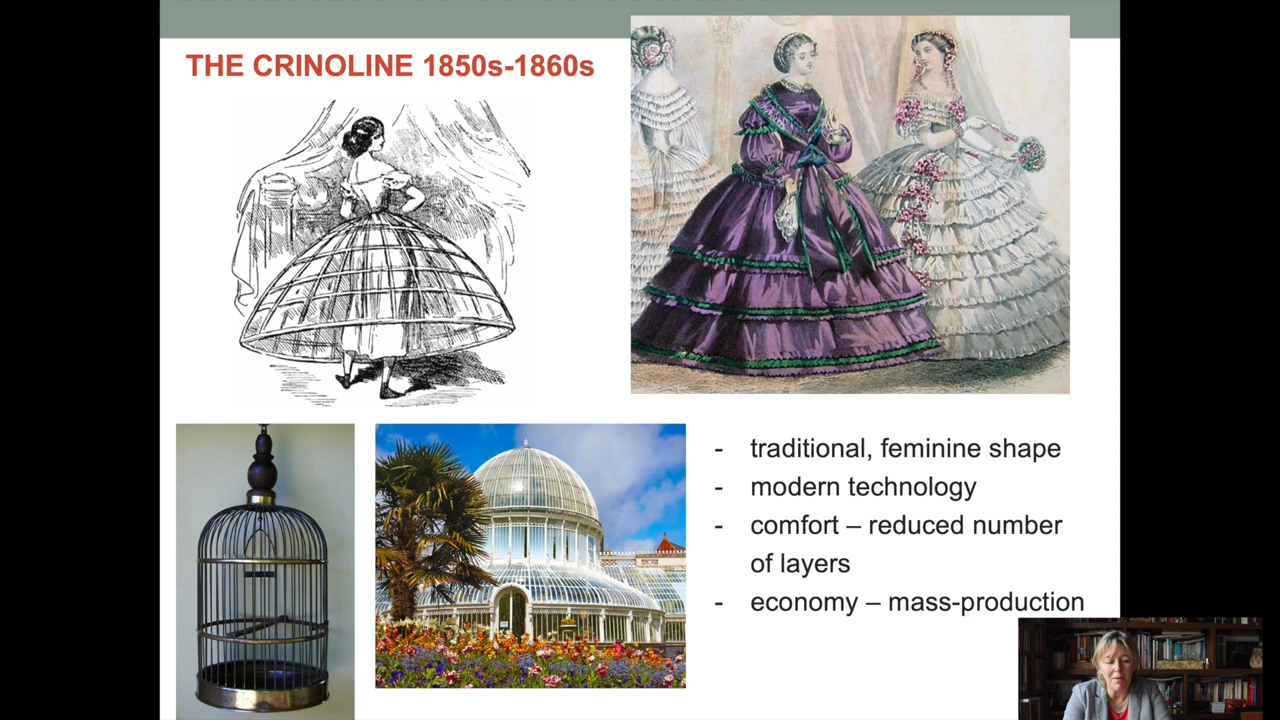 THE CRINOLINE 1850s-1860s
- traditional, feminine shape
- modern technology
- comfort – reduced number
of layers
- economy – mass-production